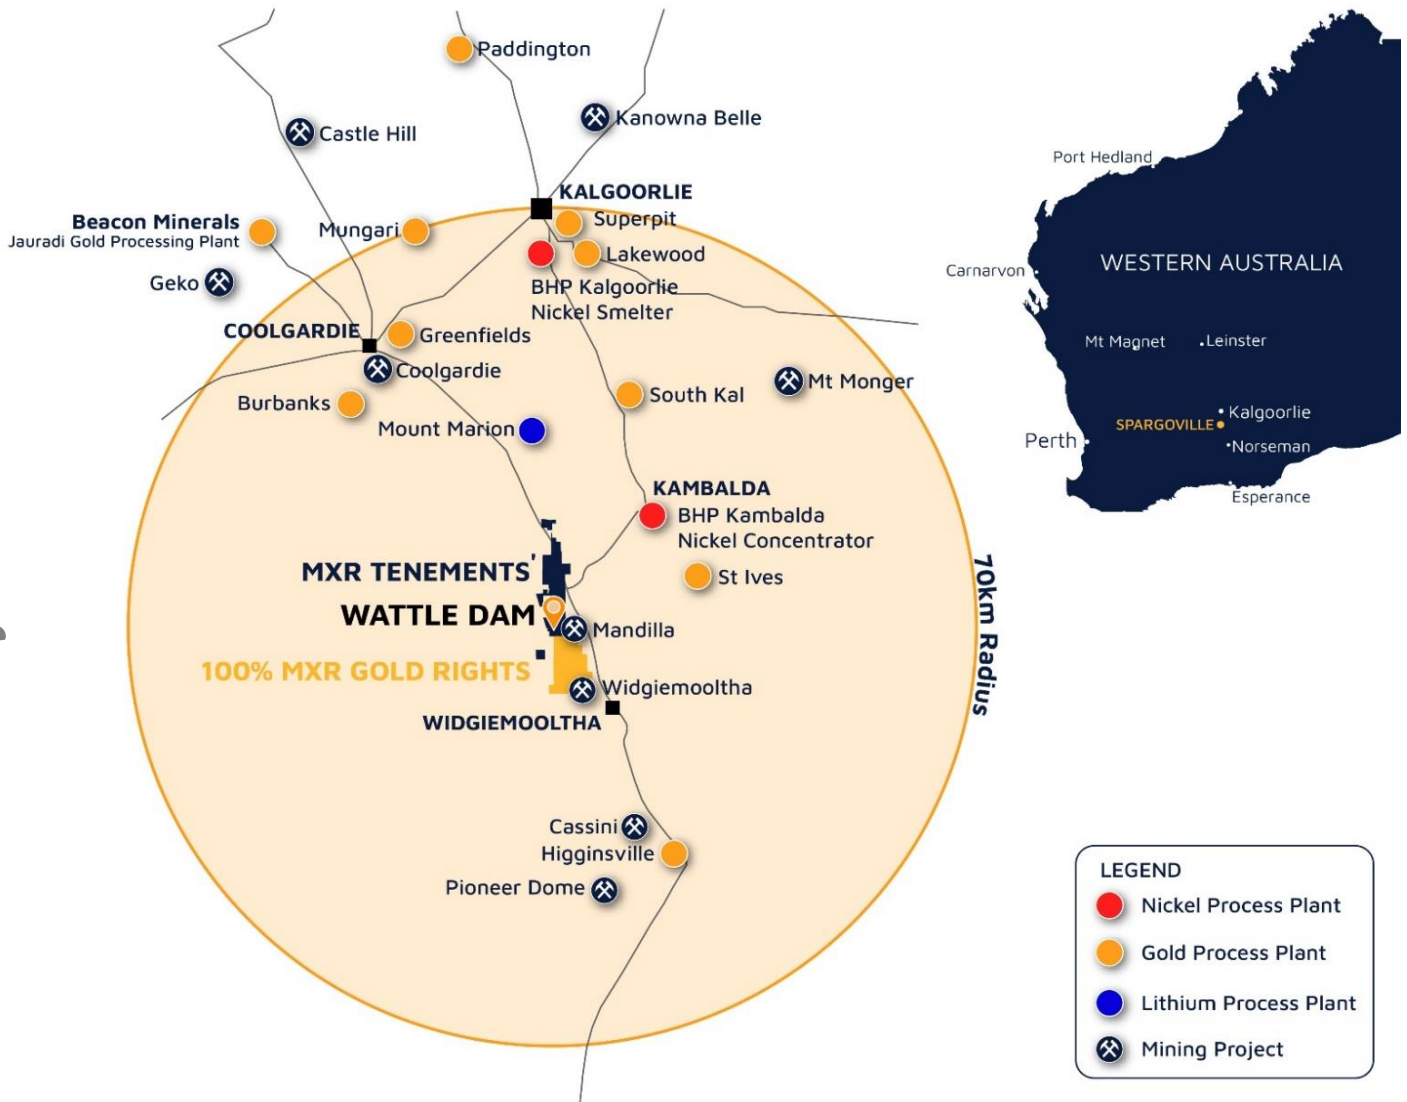 Paddington
Kanowna Belle
Castle Hill
KALGOORLIE
Superpit
Beacon Minerals
Jauradi Gold Processing Plant
Mungari
Lakewood
Geko
BHP Kalgoorlie
Nickel Smelter
COOLGARDIE
Greenfields
Coolgardie
Mt Monger
Burbanks
South Kal
Mount Marion
KAMBALDA
BHP Kambalda
Nickel Concentrator
MXR TENEMENTS
St Ives
WATTLE DAM
Mandilla
100% MXR GOLD RIGHTS
Widgiemooltha
WIDGIEMOOLTHA
70km Radius
Cassini
Higginsville
Pioneer Dome
Port Hedland
Carnarvon
WESTERN AUSTRALIA
Mt Magnet
Leinster
Kalgoorlie
SPARGOVILLE
Perth
Norseman
Esperance
LEGEND
Nickel Process Plant
Gold Process Plant
Lithium Process Plant
Mining Project